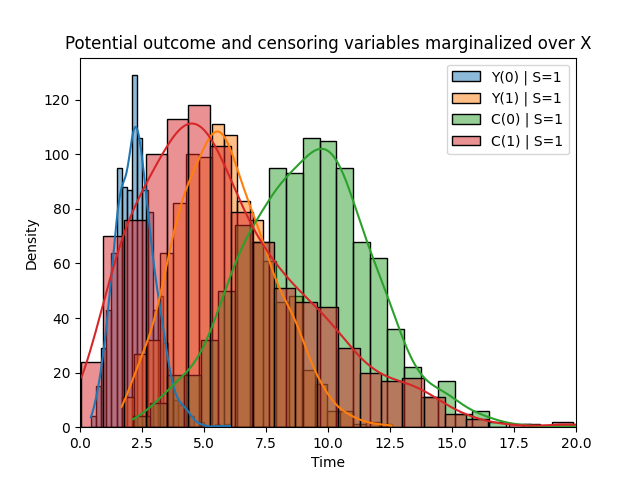 Potential outcome and censoring variables marginalized over X
Y(0) | S=1
Y(1) | S=1
C(0) | S=1
C(1) | S=1
Density
120
100
80
60
40
20
0
0.0 2.5 5.0 7.5 10.0 12.5 15.0 17.5 20.0
Time